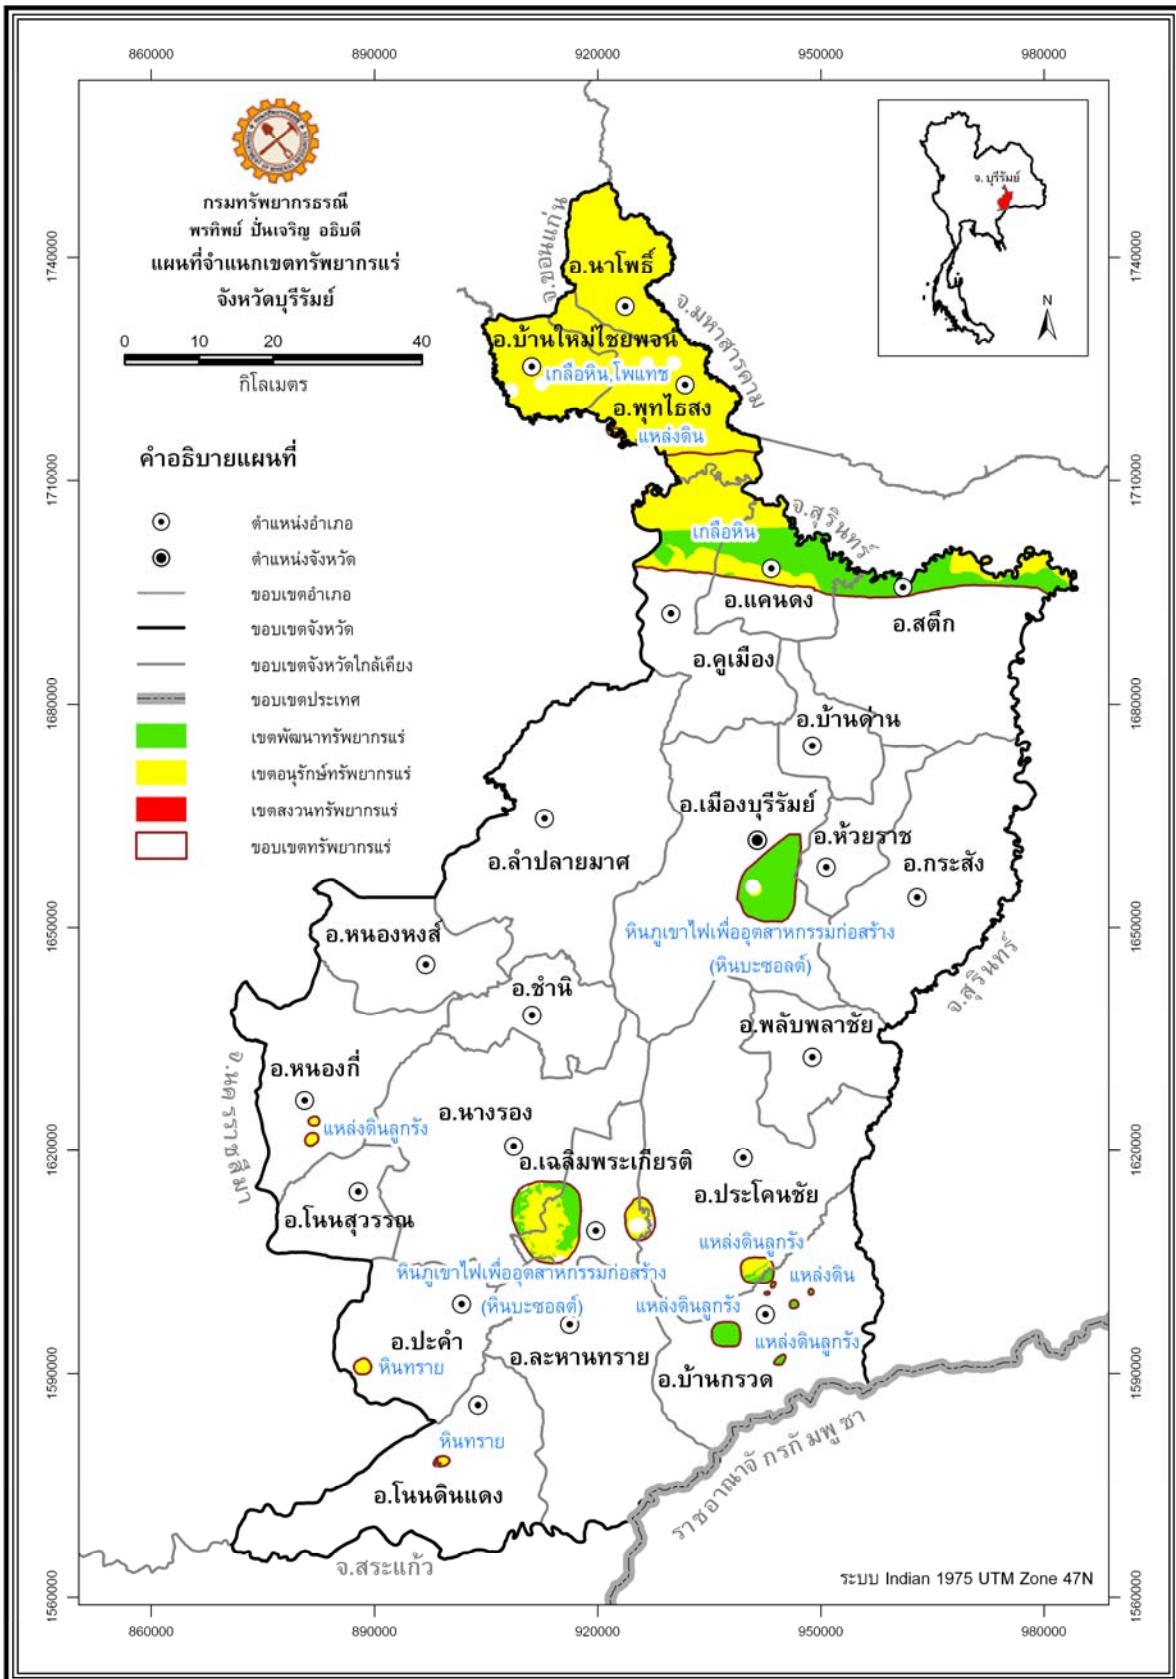 860000
890000
920000
950000
980000
กรมทรัพยากรธรณี
พรทิพย์ ปั่นเจริญ อธิบดี
แผนที่จำแนกเขตทรัพยากรแร่
จังหวัดบุรีรัมย์
0 10 20 40
กิโลเมตร
จ. บุรีรัมย์
N
คำอธิบายแผนที่
ตำแหน่งอำเภอ
ตำแหน่งจังหวัด
ขอบเขตอำเภอ
ขอบเขตจังหวัด
ขอบเขตจังหวัดใกล้เคียง
ขอบเขตประเทศ
เขตพัฒนาทรัพยากรแร่
เขตอนุรักษ์ทรัพยากรแร่
เขตสงวนทรัพยากรแร่
ขอบเขตทรัพยากรแร่
1740000
1710000
1680000
1650000
1620000
1590000
1560000
จ.ขอนแก่น
อ.นาโพธิ์
จ.มหาสารคาม
อ.บ้านใหม่ไชยพจน์
เกลือหิน,โพแทช
อ.พุทไธสง
แหล่งดิน
จ.สุรินทร์
เกลือหิน
อ.แคนดง
อ.สตึก
อ.คูเมือง
อ.บ้านด่าน
อ.เมืองบุรีรัมย์
อ.ห้วยราช
อ.กระสัง
อ.ลำปลายมาศ
หินภูเขาไฟเพื่ออุตสาหกรรมก่อสร้าง
(หินบะซอลต์)
จ.สุรินทร์
อ.หนองหงส์
อ.ชำนิ
อ.พลับพลาชัย
จ.นครราชสีมา
อ.หนองกี่
แหล่งดินลูกรัง
อ.นางรอง
อ.เฉลิมพระเกียรติ
อ.ประโคนชัย
อ.โนนสุวรรณ
แหล่งดินลูกรัง
แหล่งดิน
หินภูเขาไฟเพื่ออุตสาหกรรมก่อสร้าง
(หินบะซอลต์)
แหล่งดินลูกรัง
แหล่งดินลูกรัง
อ.ปะคำ
หินทราย
อ.ละหานทราย
อ.บ้านกรวด
หินทราย
อ.โนนดินแดง
ราชอาณาจักรกัมพูชา
จ.สระแก้ว
ระบบ Indian 1975 UTM Zone 47N
1740000
1710000
1680000
1650000
1620000
1590000
1560000
860000
890000
920000
950000
980000